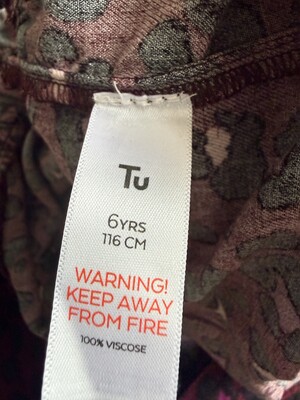 Tu
6YRS
116 CM
WARNING!
KEEP AWAY
FROM FIRE
100% VISCOSE